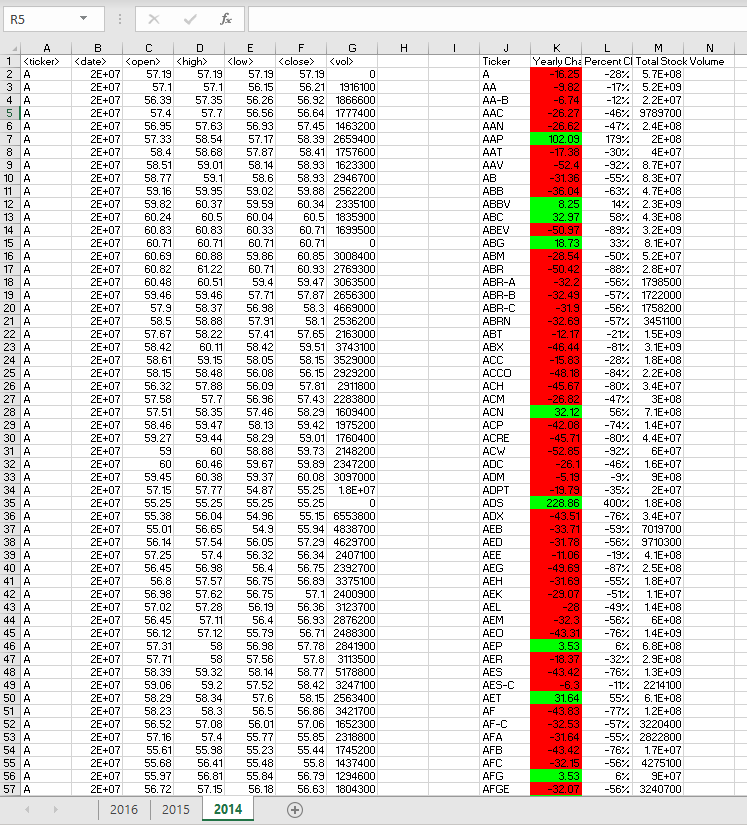 R5 fx
A B C D E F G H I J K L M N
1 <ticker> <date> <open> <high> <low> <close> <vol> Ticker Yearly Cha Percent Cl Total Stock Volume
2 A 2E+07 57.19 57.19 57.19 57.19 0 A -16.25 -28% 5.7E+08
3 A 2E+07 57.1 57.1 56.15 56.21 1916100 AA -9.82 -17% 5.2E+09
4 A 2E+07 56.39 57.35 56.26 56.92 1866600 AA-B -6.74 -12% 2.2E+07
5 A 2E+07 57.4 57.7 56.56 56.64 1777400 AAC -26.27 -46% 9789700
6 A 2E+07 56.95 57.63 56.93 57.45 1463200 AAN -26.62 -47% 2.4E+08
7 A 2E+07 57.33 58.54 57.17 58.39 2659400 AAP 102.09 179% 2E+08
8 A 2E+07 58.4 58.68 57.87 58.41 1757600 AAT -17.38 -30% 4E+07
9 A 2E+07 58.51 59.01 58.14 58.93 1623300 AAV -52.4 -92% 8.7E+07
10 A 2E+07 58.77 59.1 58.6 58.93 2946700 AB -31.36 -55% 8.3E+07
11 A 2E+07 59.16 59.95 59.02 59.88 2562200 ABB -36.04 -63% 4.7E+08
12 A 2E+07 59.82 60.37 59.59 60.34 2335100 ABBV 8.25 14% 2.3E+09
13 A 2E+07 60.24 60.5 60.04 60.5 1835900 ABC 32.97 58% 4.3E+08
14 A 2E+07 60.83 60.83 60.33 60.71 1699500 ABEV -50.97 -89% 3.2E+09
15 A 2E+07 60.71 60.71 60.71 60.71 0 ABG 18.73 33% 8.1E+07
16 A 2E+07 60.69 60.88 59.86 60.85 3008400 ABM -28.54 -50% 5.2E+07
17 A 2E+07 60.82 61.22 60.71 60.93 2769300 ABR -50.42 -88% 2.8E+07
18 A 2E+07 60.48 60.51 59.4 59.47 3063500 ABR-A -32.2 -56% 1798500
19 A 2E+07 59.46 59.46 57.71 57.87 2656300 ABR-B -32.49 -57% 1722000
20 A 2E+07 57.9 58.37 56.98 58.3 4669000 ABR-C -31.9 -56% 1758200
21 A 2E+07 58.5 58.88 57.91 58.1 2536200 ABRN -32.69 -57% 3451100
22 A 2E+07 57.67 58.22 57.41 57.65 2163000 ABT -12.17 -21% 1.5E+09
23 A 2E+07 58.42 60.11 58.42 59.51 3743100 ABX -46.44 -81% 3.1E+09
24 A 2E+07 58.61 59.15 58.05 58.15 3529000 ACC -15.83 -28% 1.8E+08
25 A 2E+07 58.15 58.48 56.08 56.15 2929200 ACCO -48.18 -84% 2.2E+08
26 A 2E+07 56.32 57.88 56.09 57.81 2911800 ACH -45.67 -80% 3.4E+07
27 A 2E+07 57.58 57.7 56.96 57.43 2283800 ACM -26.82 -47% 3E+08
28 A 2E+07 57.51 58.35 57.46 58.29 1609400 ACN 32.12 56% 7.1E+08
29 A 2E+07 58.46 59.47 58.13 59.42 1975200 ACP -42.08 -74% 1.4E+07
30 A 2E+07 59.27 59.44 58.29 59.01 1760400 ACRE -45.71 -80% 4.4E+07
31 A 2E+07 59 60 58.88 59.73 2148200 ACW -52.85 -92% 6E+07
32 A 2E+07 60 60.46 59.67 59.89 2347200 ADC -26.1 -46% 1.6E+07
33 A 2E+07 59.45 60.38 59.37 60.08 3097000 ADM -5.19 -9% 9E+08
34 A 2E+07 57.15 57.77 54.87 55.25 1.8E+07 ADPT -19.79 -35% 2E+07
35 A 2E+07 55.25 55.25 55.25 55.25 0 ADS 228.86 400% 1.8E+08
36 A 2E+07 55.38 56.04 54.96 55.15 6553800 ADX -43.51 -76% 3.4E+07
37 A 2E+07 55.01 56.65 54.9 55.94 4838700 AEB -33.71 -59% 7019700
38 A 2E+07 56.14 57.54 56.05 57.29 4629700 AED -31.78 -56% 9710300
39 A 2E+07 57.25 57.4 56.32 56.34 2407100 AEE -11.06 -19% 4.1E+08
40 A 2E+07 56.45 56.98 56.4 56.75 2392700 AEG -49.69 -87% 2.5E+08
41 A 2E+07 56.8 57.57 56.75 56.89 3375100 AEH -31.69 -55% 1.8E+07
42 A 2E+07 56.98 57.62 56.75 57.1 2400900 AEK -29.07 -51% 1.1E+07
43 A 2E+07 57.02 57.28 56.19 56.36 3123700 AEL -28 -49% 1.4E+08
44 A 2E+07 56.45 57.11 56.4 56.93 2876200 AEM -32.3 -56% 6E+08
45 A 2E+07 56.12 57.12 55.79 56.71 2488300 AEO -43.31 -76% 1.4E+09
46 A 2E+07 57.31 58 56.98 57.78 2841900 AEP 3.53 6% 6.8E+08
47 A 2E+07 57.71 58 57.56 57.8 3113500 AER -18.37 -32% 2.9E+08
48 A 2E+07 58.39 59.32 58.14 58.77 5178800 AES -43.42 -76% 1.3E+09
49 A 2E+07 59.06 59.2 57.52 58.42 3247100 AES-C -6.3 -11% 2214100
50 A 2E+07 58.29 58.34 57.6 58.15 2563400 AET 31.64 55% 6.1E+08
51 A 2E+07 58.23 58.3 56.5 56.86 3421700 AF -43.83 -77% 1.2E+08
52 A 2E+07 56.52 57.08 56.01 57.06 1652300 AF-C -32.53 -57% 3220400
53 A 2E+07 57.16 57.4 55.77 55.85 2318800 AFA -31.64 -55% 2822800
54 A 2E+07 55.61 55.98 55.23 55.44 1745200 AFB -43.42 -76% 1.7E+07
55 A 2E+07 55.68 56.41 55.48 55.8 1437400 AFC -32.15 -56% 4275100
56 A 2E+07 55.97 56.81 55.84 56.79 1294600 AFG 3.53 6% 9E+07
57 A 2E+07 56.72 57.15 56.18 56.63 1804300 AFGE -32.07 -56% 3240700
2016 2015 2014